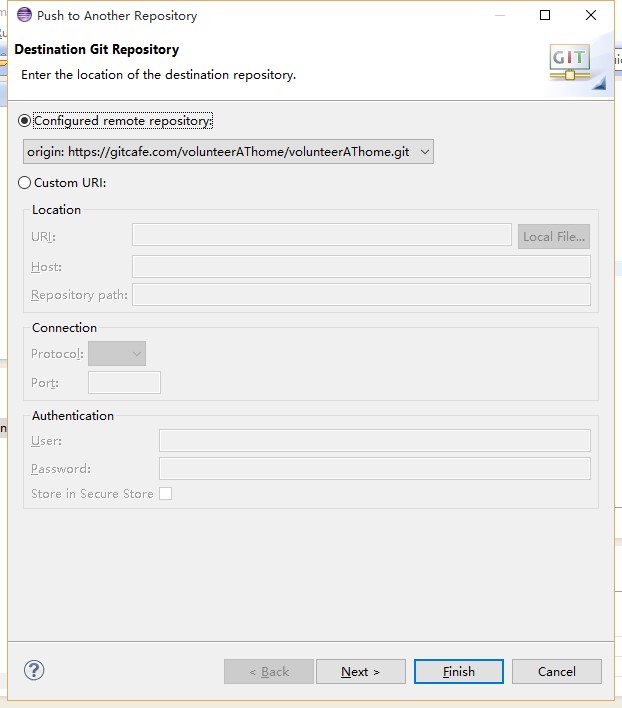 Push to Another Repository
Destination Git Repository
Enter the location of the destination repository.
GIT
Configured remote repository:
origin: https://gitcafe.com/volunteerAThome/volunteerAThome.git
Custom URI:
Location
URI:
Local File...
Host:
Repository path:
Connection
Protocol:
Port:
Authentication
User:
Password:
Store in Secure Store
?
< Back
Next >
Finish
Cancel